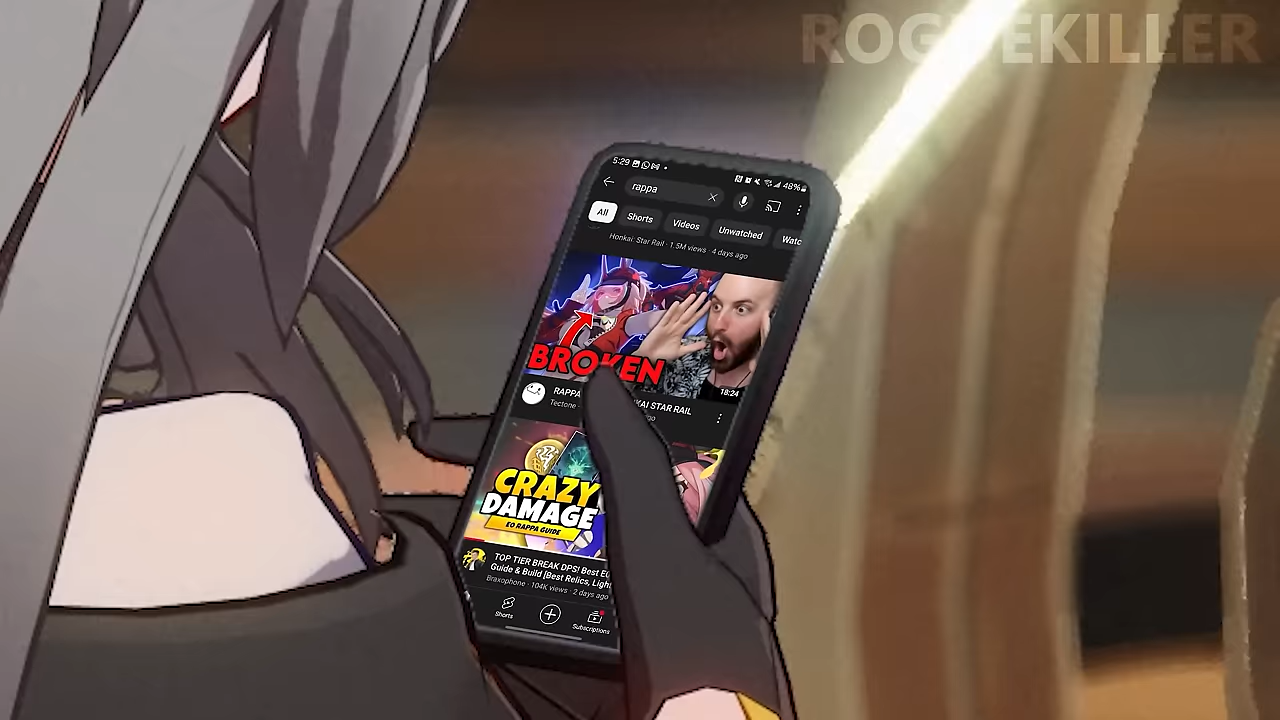 ROGUEKILLER
5:29
48%
rappa
All Shorts Videos Unwatched Watc
Honkai: Star Rail · 1.5M views · 4 days ago
BROKEN
18:24
RAPPA KAI STAR RAIL
Tectone
CRAZY
DAMAGE
E0 RAPPA GUIDE
TOP TIER BREAK DPS! Best E0
Guide & Build [Best Relics, Light
Braxophone · 104K views · 2 days ago
Shorts Subscriptions